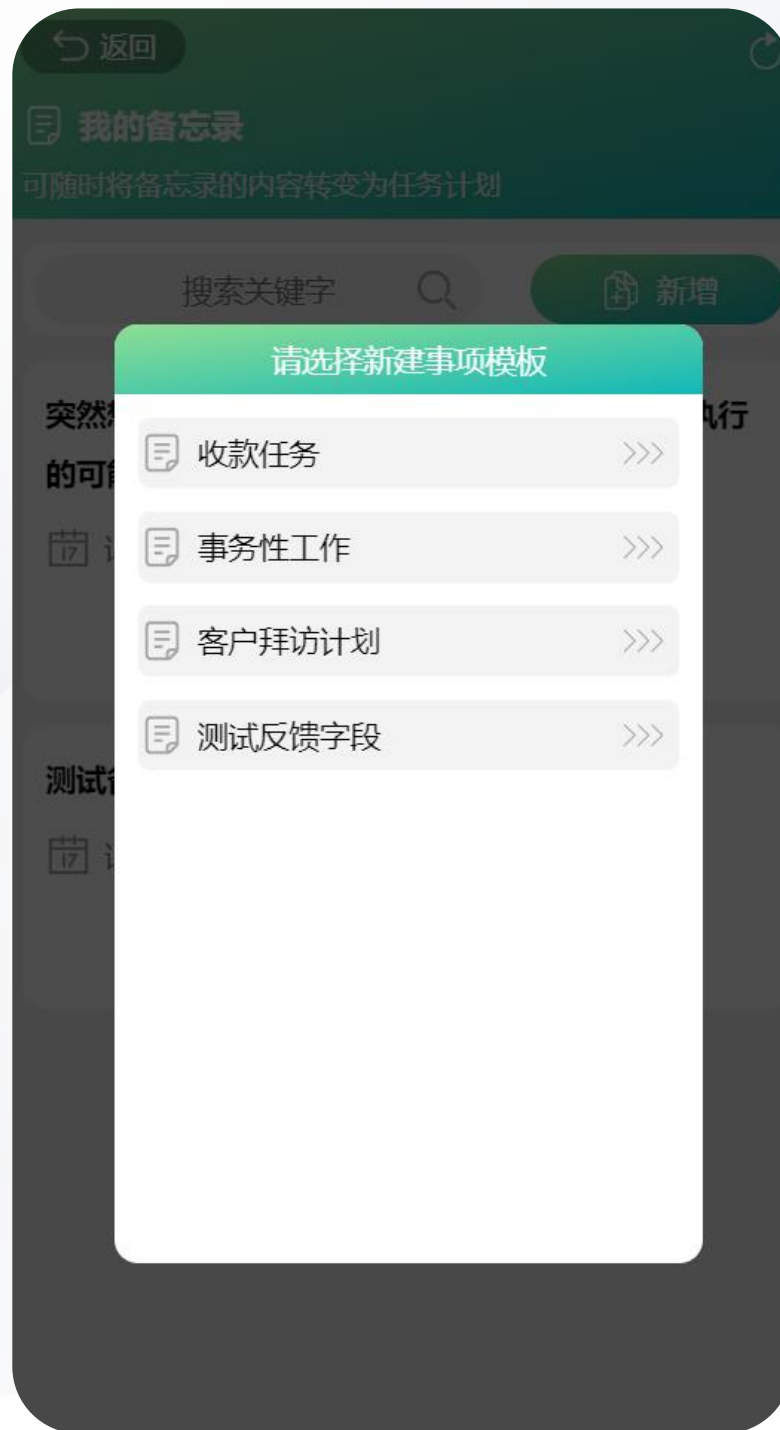 返回
我的备忘录
可随时将备忘录的内容转变为任务计划
搜索关键字
新增
请选择新建事项模板
突然 执行
的可
收款任务
17
事务性工作
客户拜访计划
测试反馈字段
测试
17